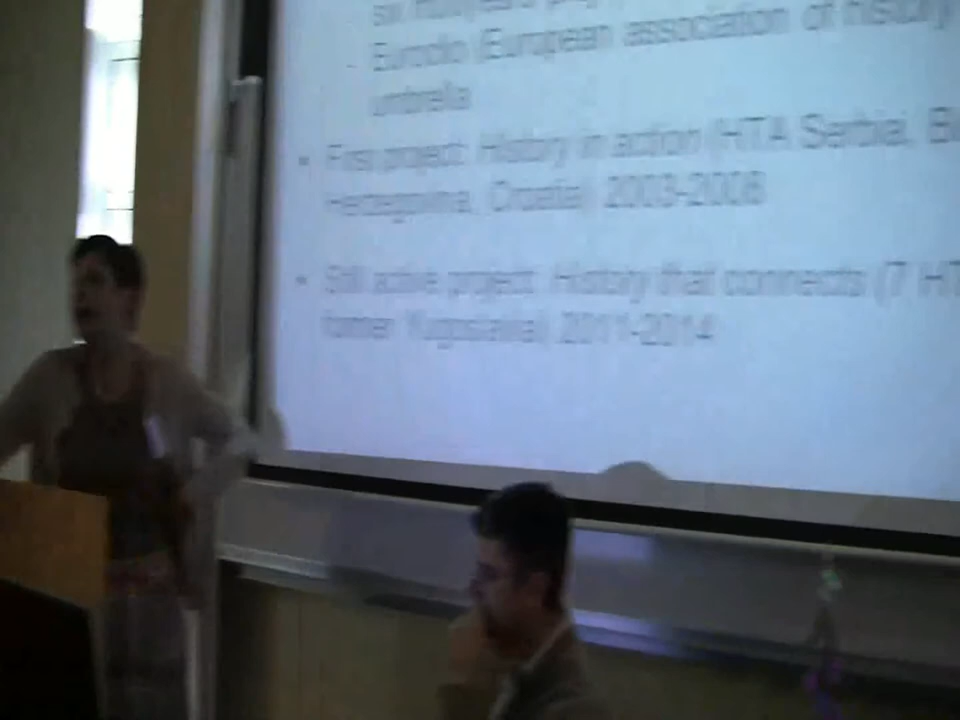 - Euroclio (European association of history
umbrella
• First project: History in action (HTA Serbia, B
Herzegovina, Croatia) 2003-2008
• Still active project: History that connects (7 HT
former Yugoslavia) 2011-2014